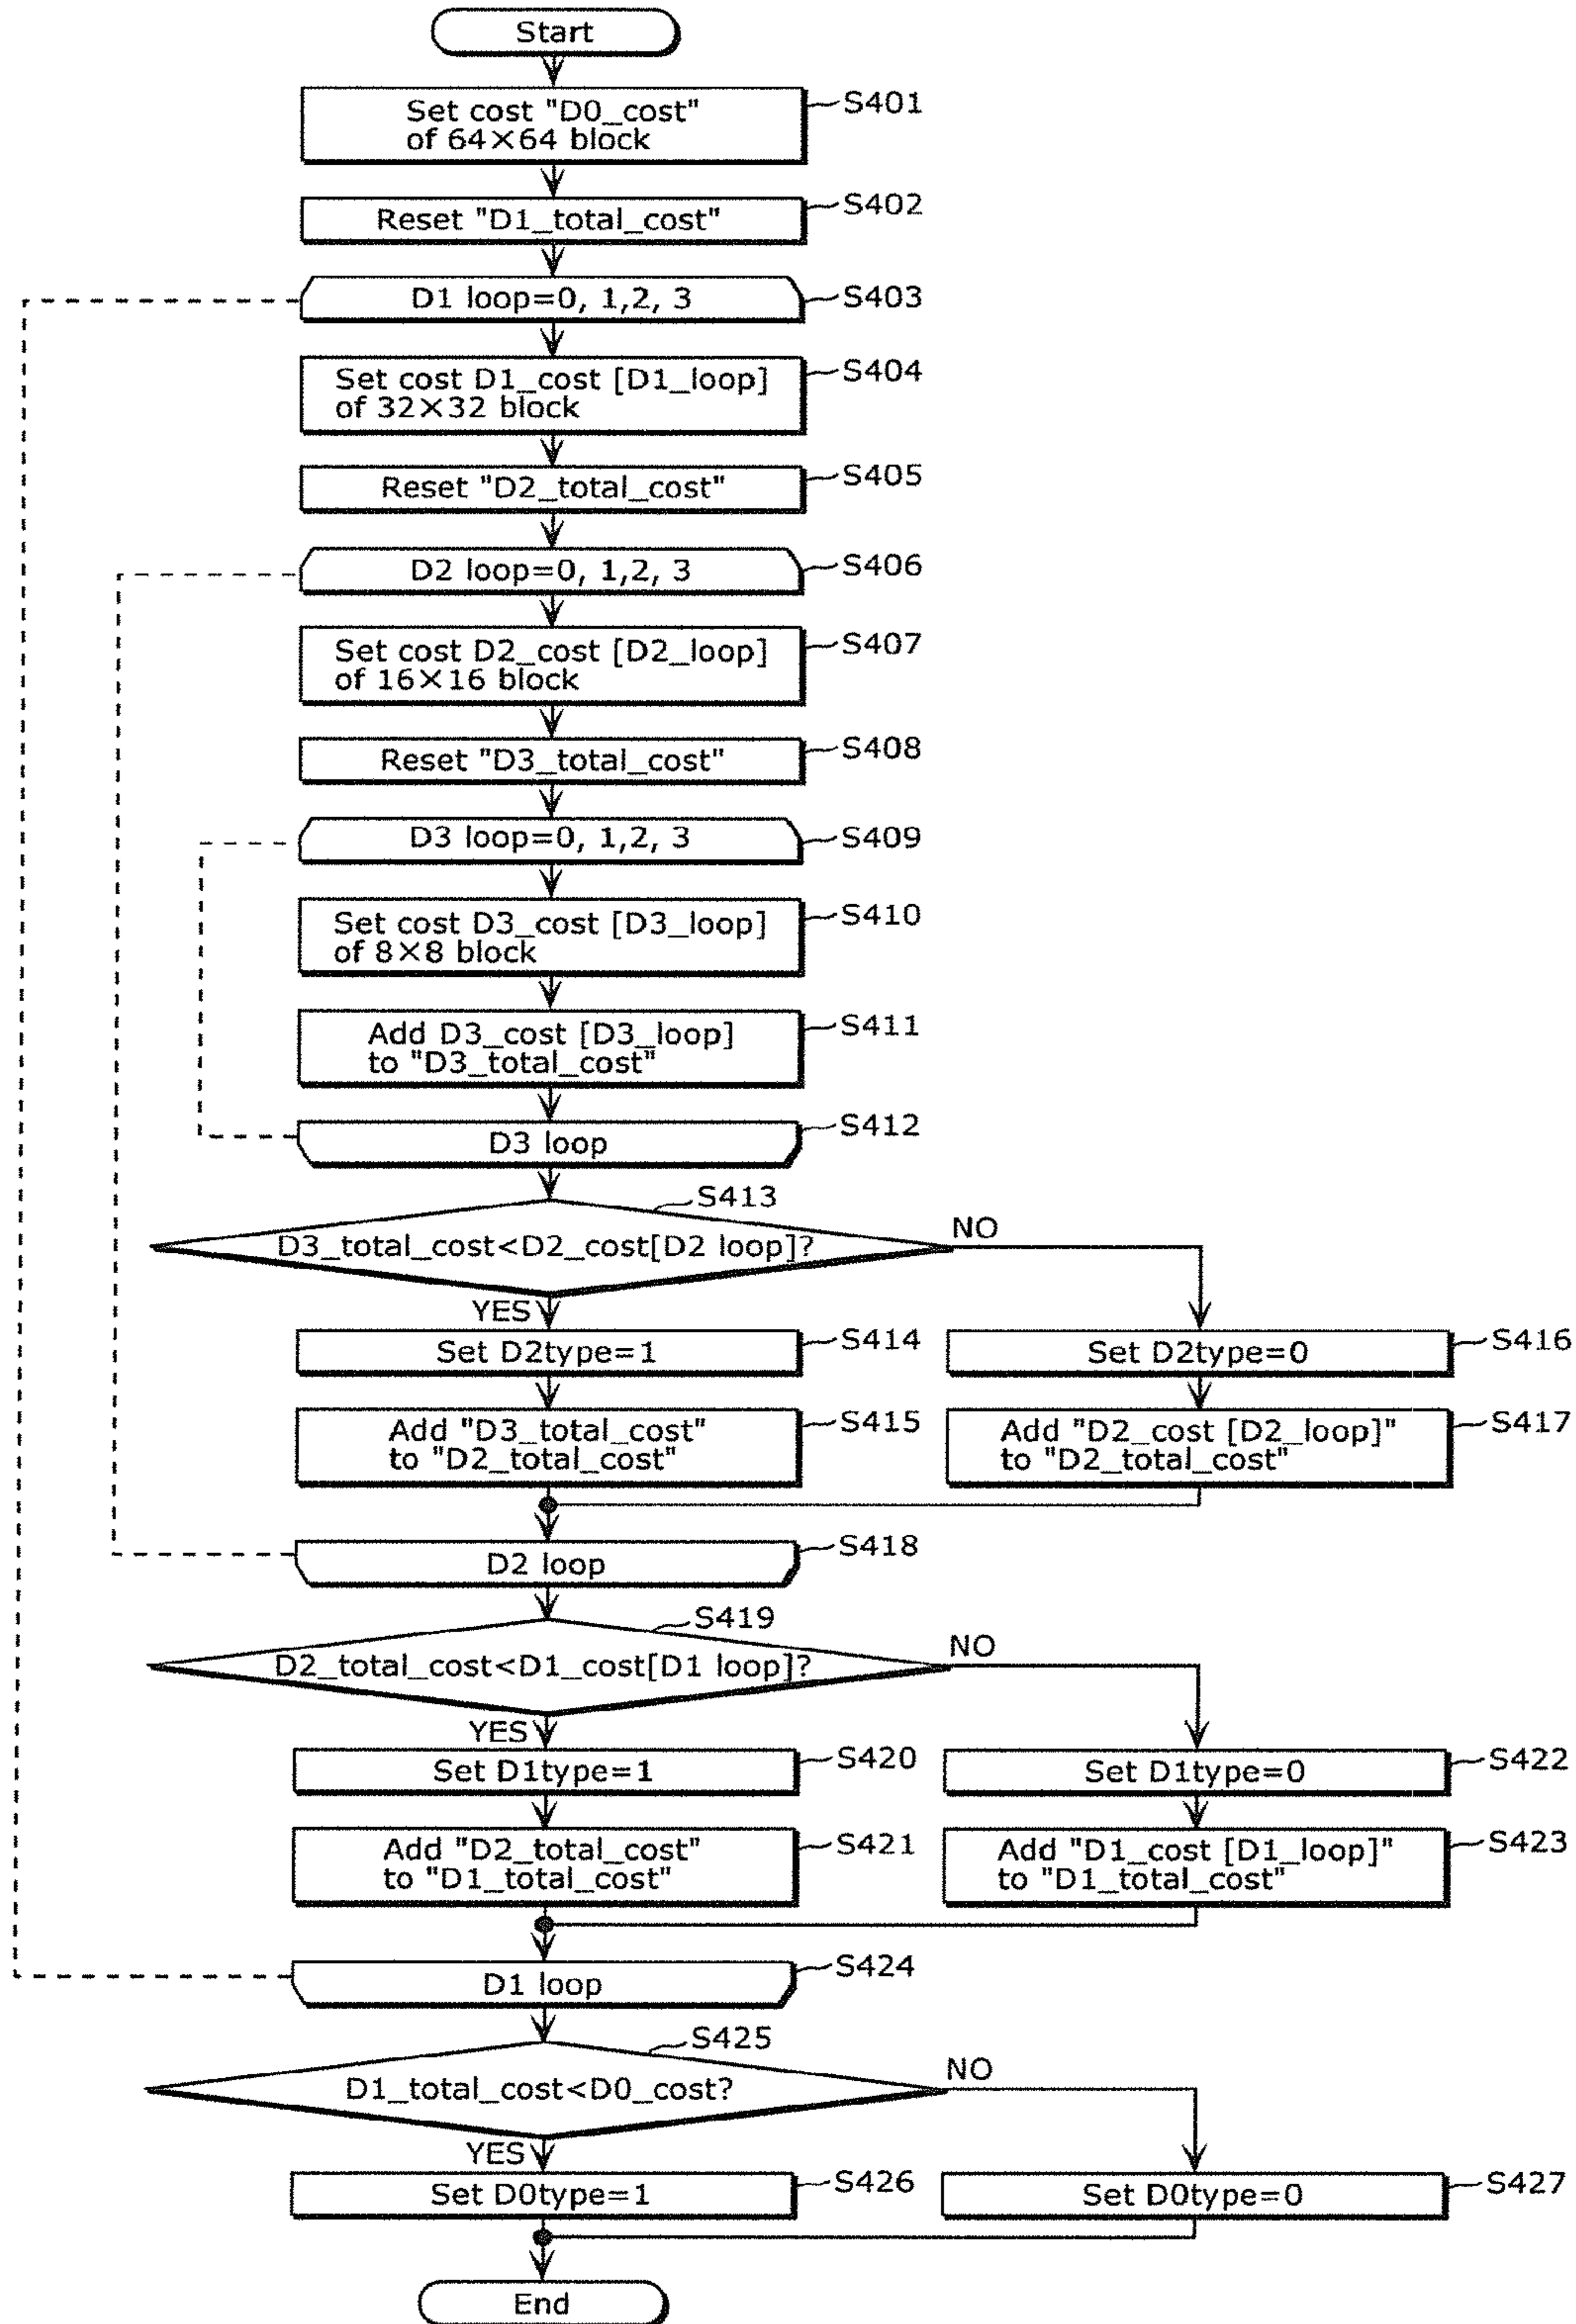 Start
Set cost "D0_cost"
of 64×64 block
S401
Reset "D1_total_cost"
S402
D1 loop=0, 1,2, 3
S403
Set cost D1_cost [D1_loop]
of 32×32 block
S404
Reset "D2_total_cost"
S405
D2 loop=0, 1,2, 3
S406
Set cost D2_cost [D2_loop]
of 16×16 block
S407
Reset "D3_total_cost"
S408
D3 loop=0, 1,2, 3
S409
Set cost D3_cost [D3_loop]
of 8×8 block
S410
Add D3_cost [D3_loop]
to "D3_total_cost"
S411
D3 loop
S412
S413
D3_total_cost<D2_cost[D2 loop]?
NO
YES
Set D2type=1
S414
Set D2type=0
S416
Add "D3_total_cost"
to "D2_total_cost"
S415
Add "D2_cost [D2_loop]"
to "D2_total_cost"
S417
D2 loop
S418
S419
D2_total_cost<D1_cost[D1 loop]?
NO
YES
Set D1type=1
S420
Set D1type=0
S422
Add "D2_total_cost"
to "D1_total_cost"
S421
Add "D1_cost [D1_loop]"
to "D1_total_cost"
S423
D1 loop
S424
S425
D1_total_cost<D0_cost?
NO
YES
Set D0type=1
S426
Set D0type=0
S427
End